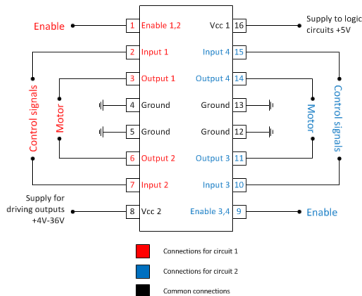 Enable 1 Enable 1,2 Vcc 1 16 Supply to logic
circuits +5V
2 Input 1 Input 4 15
3 Output 1 Output 4 14
Control signals
Motor
4 Ground Ground 13
Motor
Control signals
5 Ground Ground 12
6 Output 2 Output 3 11
7 Input 2 Input 3 10
Supply for
driving outputs
+4V-36V
8 Vcc 2 Enable 3,4 9 Enable
Connections for circuit 1
Connections for circuit 2
Common connections